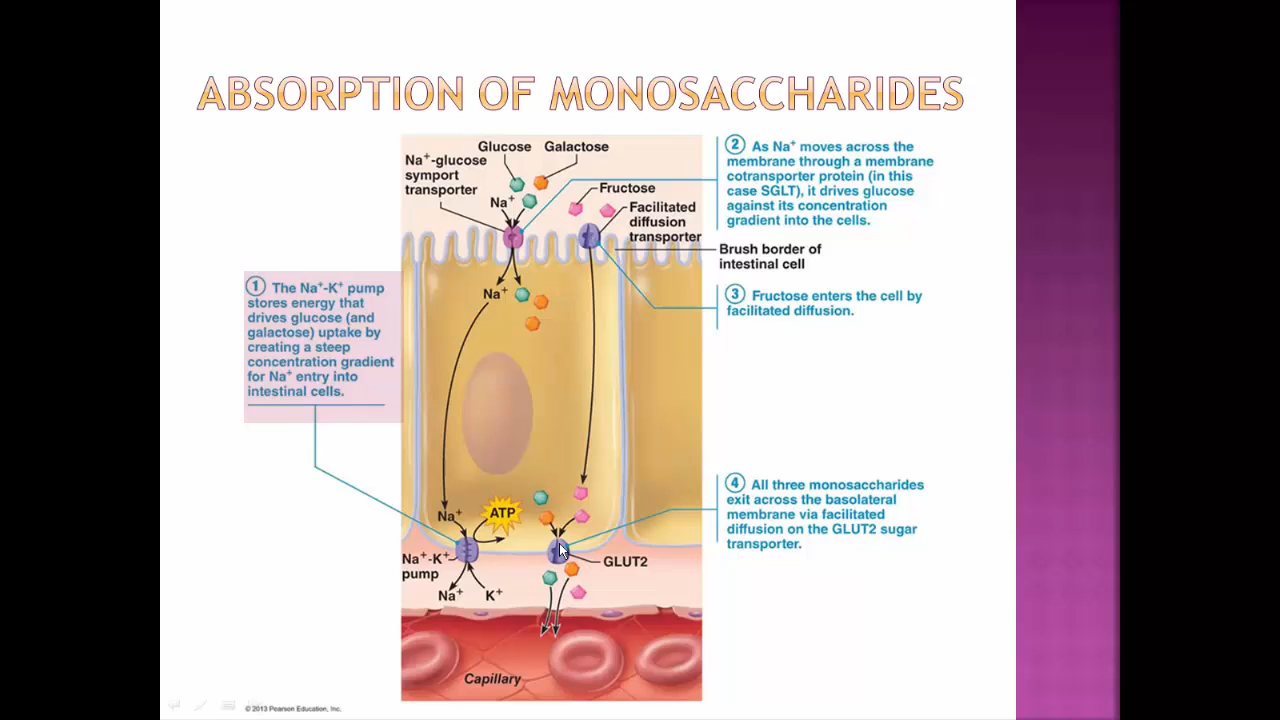 ABSORPTION OF MONOSACCHARIDES
Glucose
Galactose
Na⁺-glucose
symport
transporter
Na⁺
Fructose
Facilitated
diffusion
transporter
② As Na⁺ moves across the
membrane through a membrane
cotransporter protein (in this
case SGLT), it drives glucose
against its concentration
gradient into the cells.
Brush border of
intestinal cell
① The Na⁺-K⁺ pump
stores energy that
drives glucose (and
galactose) uptake by
creating a steep
concentration gradient
for Na⁺ entry into
intestinal cells.
Na⁺
③ Fructose enters the cell by
facilitated diffusion.
④ All three monosaccharides
exit across the basolateral
membrane via facilitated
diffusion on the GLUT2 sugar
transporter.
Na⁺
ATP
Na⁺-K⁺
pump
GLUT2
Na⁺
K⁺
Capillary
© 2013 Pearson Education, Inc.